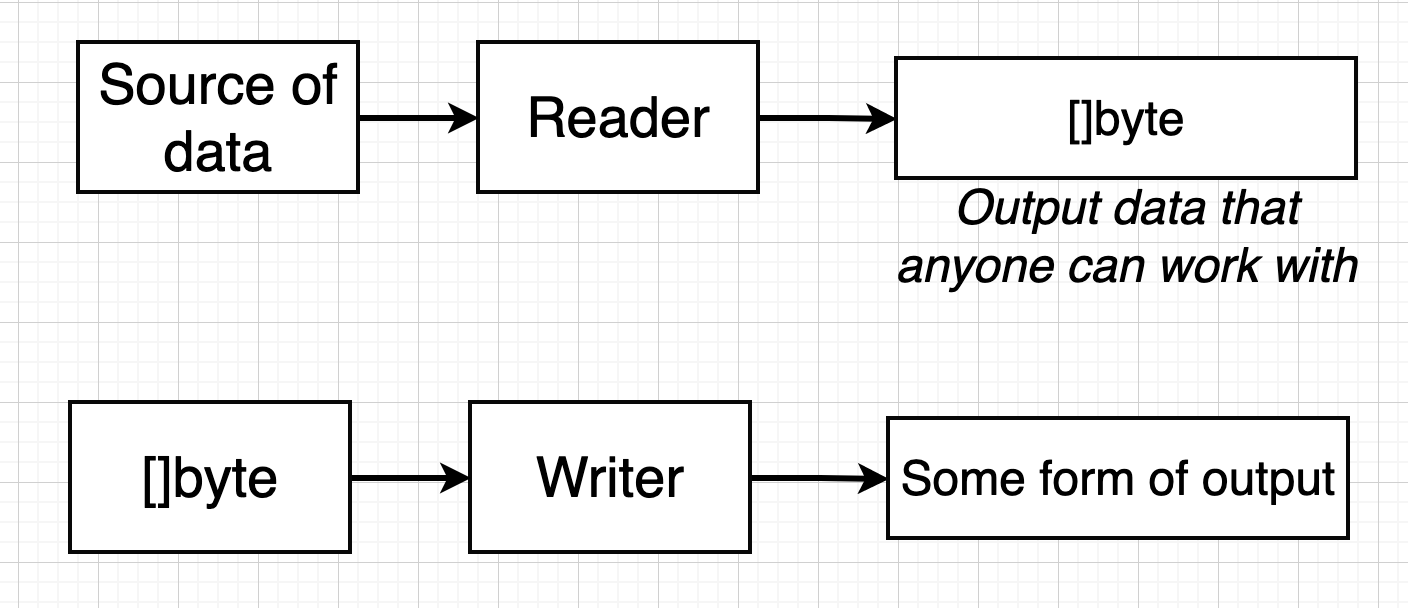 Source of
data
Reader
[]byte
Output data that
anyone can work with
[]byte
Writer
Some form of output